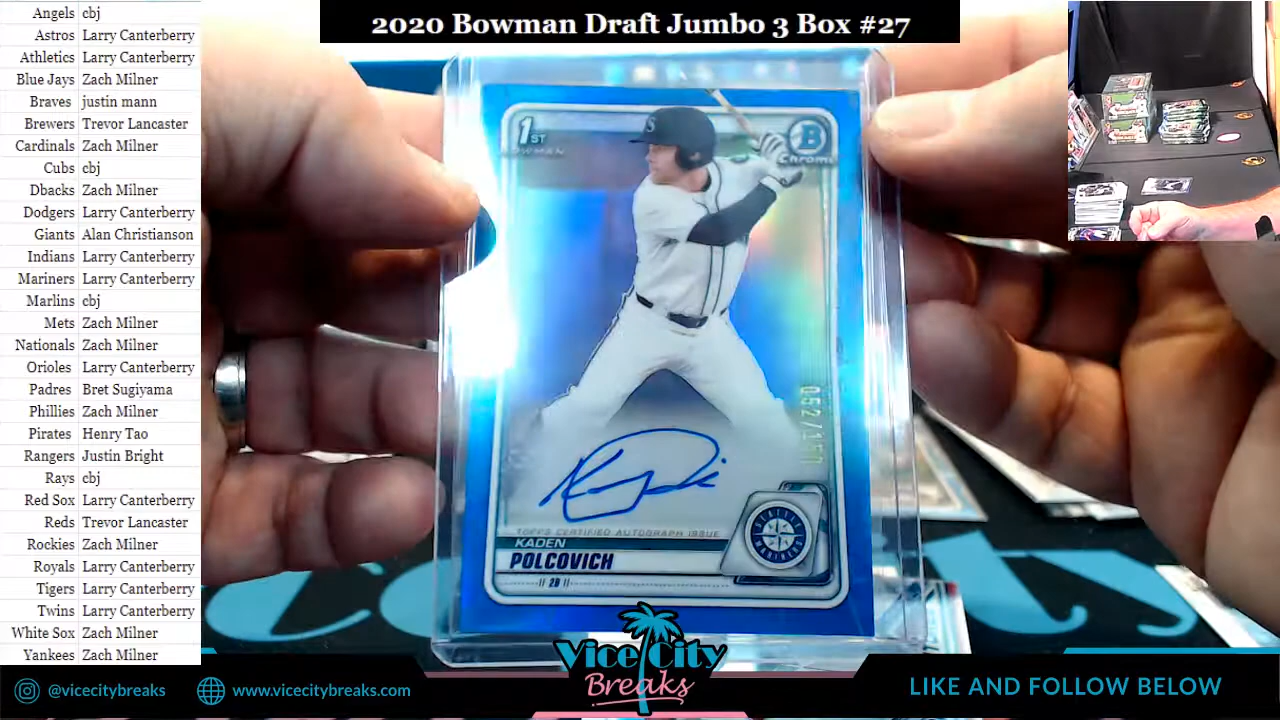 2020 Bowman Draft Jumbo 3 Box #27
Angels cbj
Astros Larry Canterberry
Athletics Larry Canterberry
Blue Jays Zach Milner
Braves justin mann
Brewers Trevor Lancaster
Cardinals Zach Milner
Cubs cbj
Dbacks Zach Milner
Dodgers Larry Canterberry
Giants Alan Christianson
Indians Larry Canterberry
Mariners Larry Canterberry
Marlins cbj
Mets Zach Milner
Nationals Zach Milner
Orioles Larry Canterberry
Padres Bret Sugiyama
Phillies Zach Milner
Pirates Henry Tao
Rangers Justin Bright
Rays cbj
Red Sox Larry Canterberry
Reds Trevor Lancaster
Rockies Zach Milner
Royals Larry Canterberry
Tigers Larry Canterberry
Twins Larry Canterberry
White Sox Zach Milner
Yankees Zach Milner
1ST
BOWMAN
B
Chrome
052/150
TOPPS CERTIFIED AUTOGRAPH ISSUE
KADEN
POLCOVICH
|| 2B ||
SEATTLE
MARINERS
Vice City
Breaks
@vicecitybreaks
www.vicecitybreaks.com
LIKE AND FOLLOW BELOW